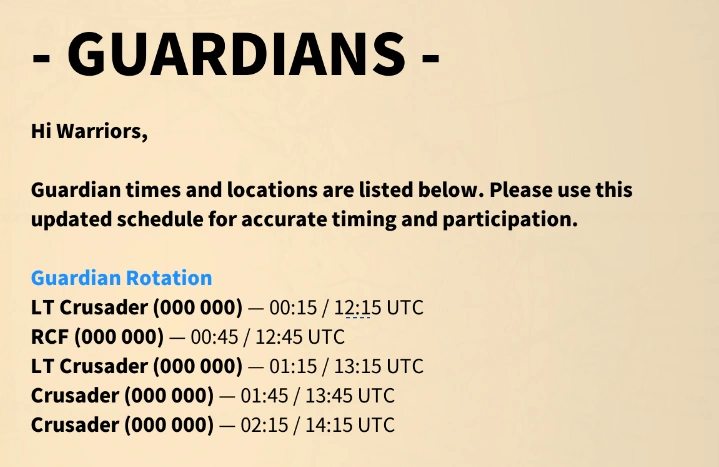 - GUARDIANS -
Hi Warriors,
Guardian times and locations are listed below. Please use this
updated schedule for accurate timing and participation.
Guardian Rotation
LT Crusader (000 000) — 00:15 / 12:15 UTC
RCF (000 000) — 00:45 / 12:45 UTC
LT Crusader (000 000) — 01:15 / 13:15 UTC
Crusader (000 000) — 01:45 / 13:45 UTC
Crusader (000 000) — 02:15 / 14:15 UTC